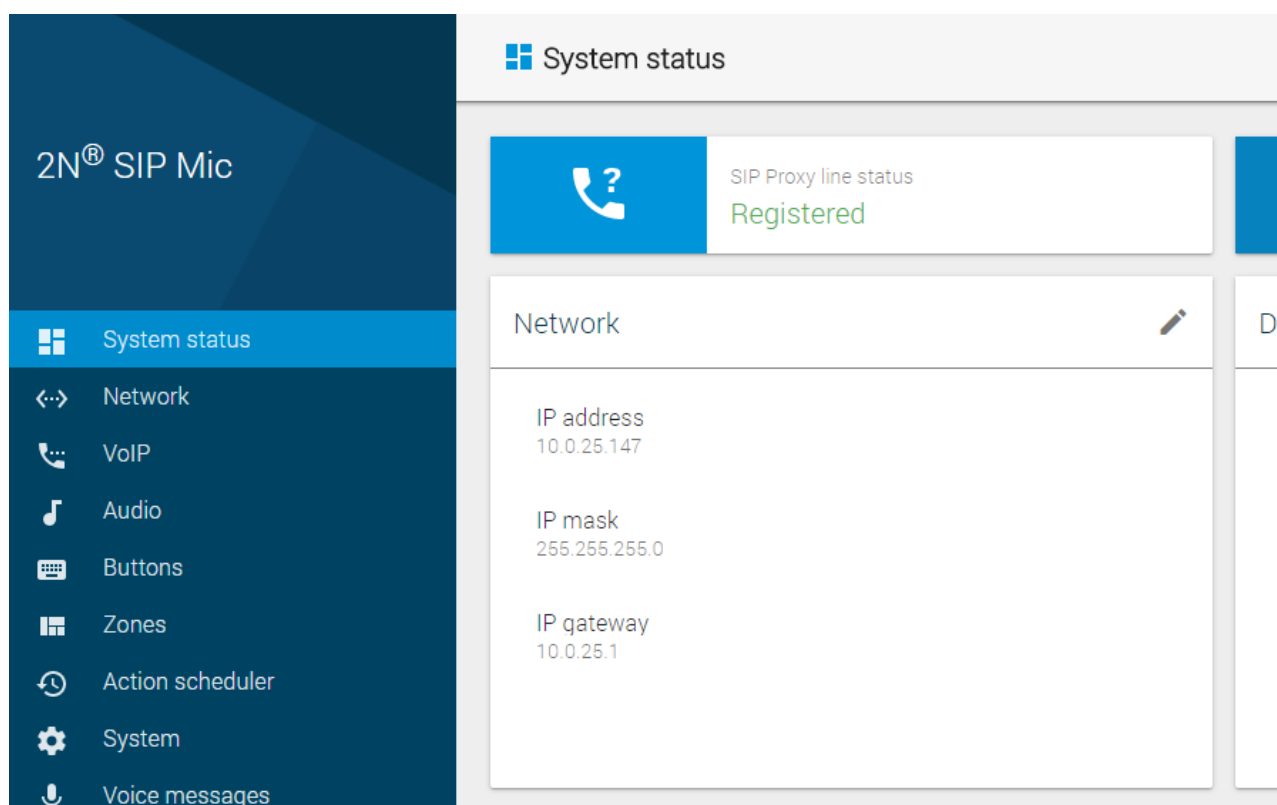 System status
2N® SIP Mic
SIP Proxy line status
Registered
System status
Network
VoIP
Audio
Buttons
Zones
Action scheduler
System
Voice messages
Network
IP address
10.0.25.147
IP mask
255.255.255.0
IP gateway
10.0.25.1